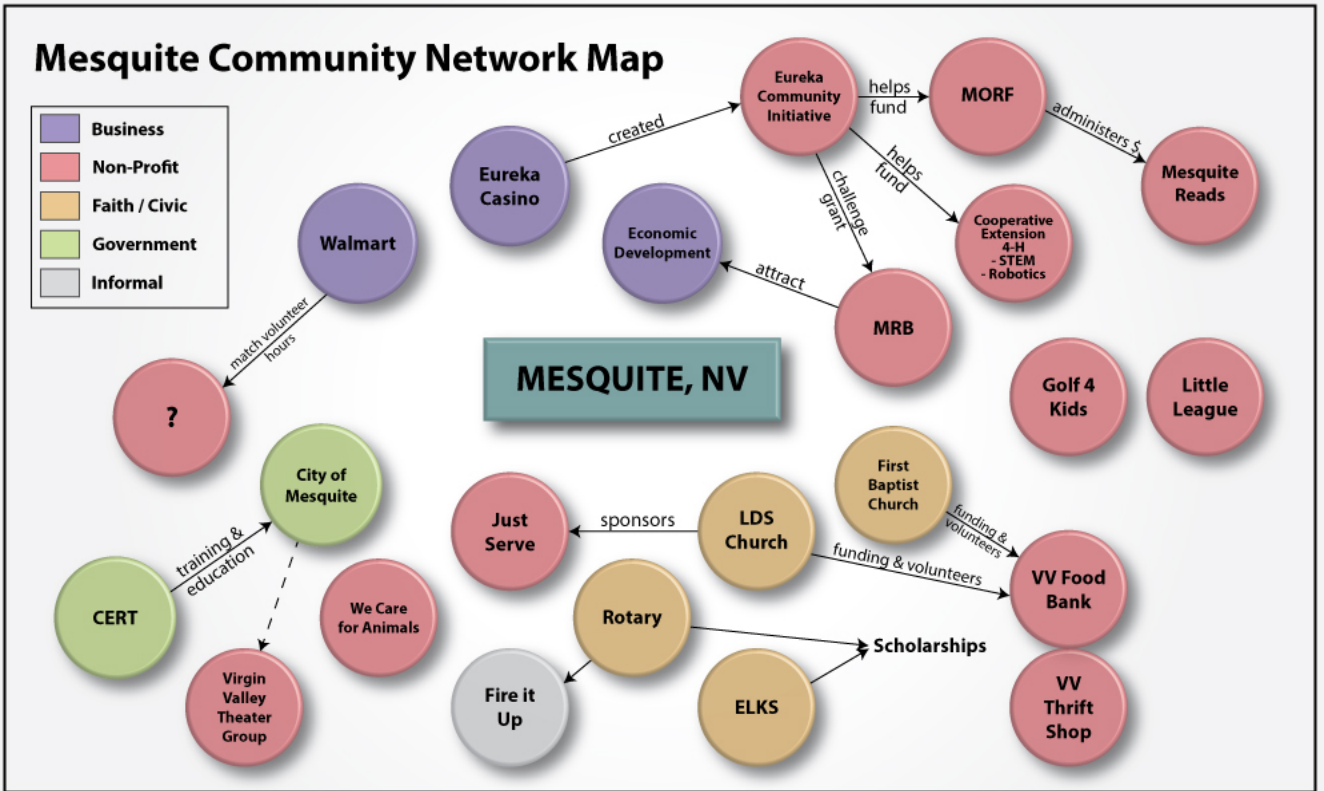 Mesquite Community Network Map
Business
Non-Profit
Faith / Civic
Government
Informal
Eureka
Community
Initiative
helps
fund
MORF
administers $
Mesquite
Reads
created
Eureka
Casino
helps
fund
challenge
grant
Cooperative
Extension
4-H
- STEM
- Robotics
Walmart
Economic
Development
attract
MRB
match volunteer
hours
?
MESQUITE, NV
Golf 4
Kids
Little
League
City of
Mesquite
training &
education
CERT
We Care
for Animals
Virgin
Valley
Theater
Group
Just
Serve
sponsors
LDS
Church
First
Baptist
Church
funding &
volunteers
funding & volunteers
VV Food
Bank
Rotary
Scholarships
Fire it
Up
ELKS
VV
Thrift
Shop